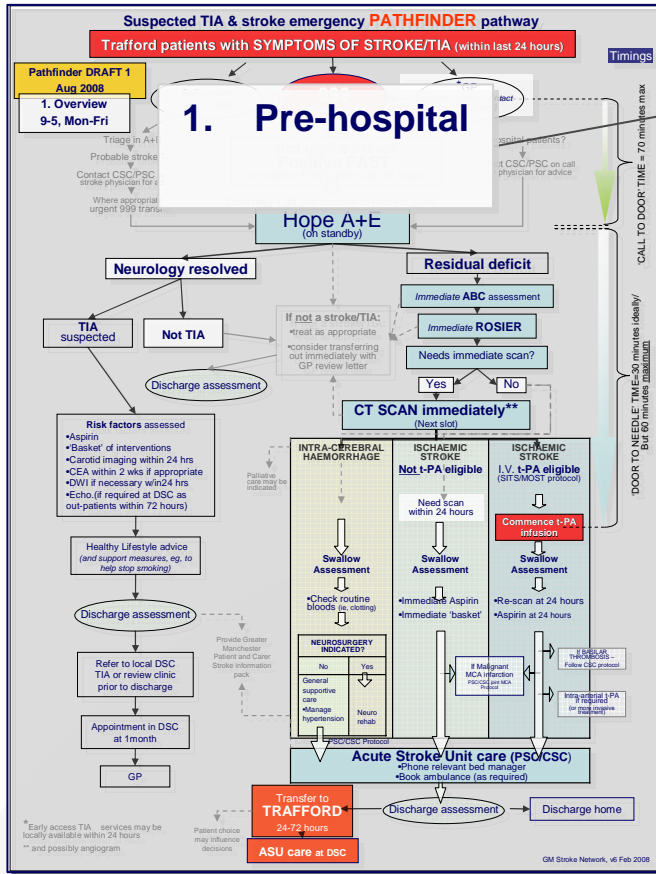 Suspected TIA & stroke emergency PATHFINDER pathway
Trafford patients with SYMPTOMS OF STROKE/TIA (within last 24 hours)
Timings
Pathfinder DRAFT 1
Aug 2008
1. Overview
9-5, Mon-Fri
1. Pre-hospital
Triage in A+E
Probable stroke
Contact CSC/PSC
stroke physician for a
Where appropriat
urgent 999 trans
spital patients?
ct CSC/PSC on call
physician for advice
'CALL TO DOOR' TIME = 70 minutes max
Hope A+E
(on standby)
Neurology resolved
Residual deficit
TIA
suspected
Not TIA
If not a stroke/TIA:
•treat as appropriate
•consider transferring
out immediately with
GP review letter
Immediate ABC assessment
Immediate ROSIER
Needs immediate scan?
Yes
No
Discharge assessment
CT SCAN immediately**
(Next slot)
'DOOR TO NEEDLE' TIME=30 minutes ideally/
But 60 minutes maximum
Risk factors assessed
•Aspirin
•'Basket' of interventions
•Carotid imaging within 24 hrs
•CEA within 2 wks if appropriate
•DWI if necessary w/in24 hrs
•Echo.(if required at DSC as
out-patients within 72 hours)
Healthy Lifestyle advice
(and support measures, eg, to
help stop smoking)
Discharge assessment
Refer to local DSC
TIA or review clinic
prior to discharge
Appointment in DSC
at 1month
GP
Palliative
care may be
indicated
Provide Greater
Manchester
Patient and Carer
Stroke information
pack
INTRA-CEREBRAL
HAEMORRHAGE
Swallow
Assessment
•Check routine
bloods (ie, clotting)
NEUROSURGERY
INDICATED?
No
Yes
General
supportive
care
•Manage
hypertension
Neuro
rehab
PSC/CSC Protocol
ISCHAEMIC
STROKE
Not t-PA eligible
Need scan
within 24 hours
Swallow
Assessment
•Immediate Aspirin
•Immediate 'basket'
If Malignant
MCA infarction
PSC/CSC joint MCA
Protocol
ISCHAEMIC
STROKE
I.V. t-PA eligible
(SITS/MOST protocol)
Commence t-PA
infusion
Swallow
Assessment
•Re-scan at 24 hours
•Aspirin at 24 hours
If BASILAR
THROMBOSIS –
Follow CSC protocol
Intra-arterial t-PA
if required
(or more invasive
treatment)
Acute Stroke Unit care (PSC/CSC)
•Phone relevant bed manager
•Book ambulance (as required)
Transfer to
TRAFFORD
24-72 hours
ASU care at DSC
Discharge assessment
Discharge home
Patient choice
may influence
decisions
*Early access TIA services may be
locally available within 24 hours
** and possibly angiogram
GM Stroke Network, v6 Feb 2008